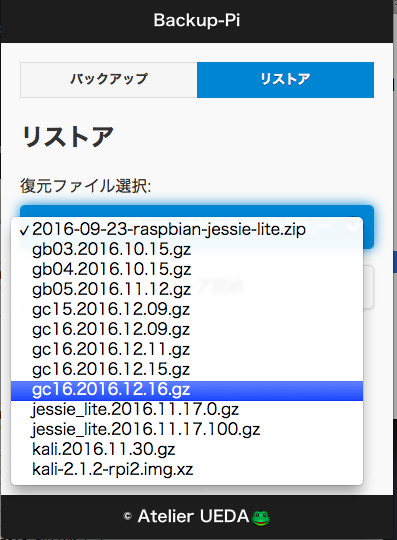 Backup-Pi
バックアップ
リストア
リストア
復元ファイル選択:
✓2016-09-23-raspbian-jessie-lite.zip
gb03.2016.10.15.gz
gb04.2016.10.15.gz
gb05.2016.11.12.gz
gc15.2016.12.09.gz
gc16.2016.12.09.gz
gc16.2016.12.11.gz
gc16.2016.12.15.gz
gc16.2016.12.16.gz
jessie_lite.2016.11.17.0.gz
jessie_lite.2016.11.17.100.gz
kali.2016.11.30.gz
kali-2.1.2-rpi2.img.xz
© Atelier UEDA🐸